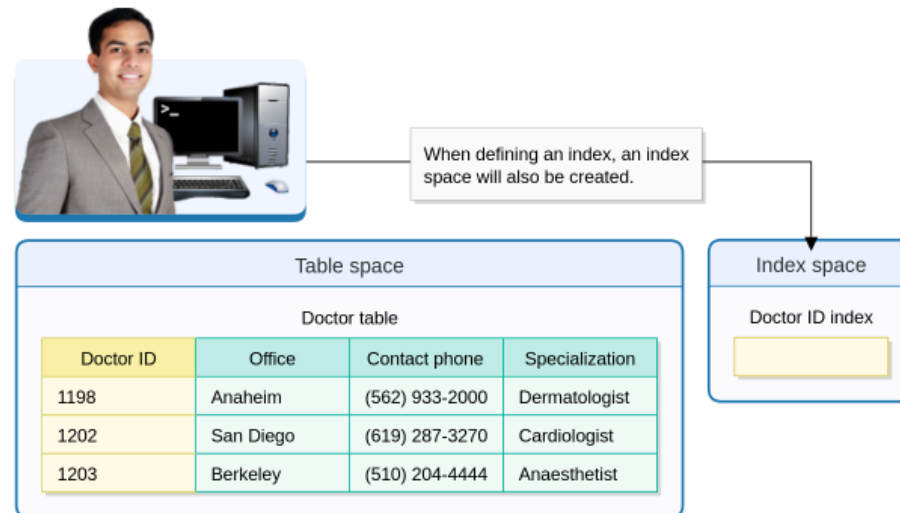 >_
When defining an index, an index
space will also be created.
Table space
Index space
Doctor table
Doctor ID index
Doctor ID Office Contact phone Specialization
1198 Anaheim (562) 933-2000 Dermatologist
1202 San Diego (619) 287-3270 Cardiologist
1203 Berkeley (510) 204-4444 Anaesthetist